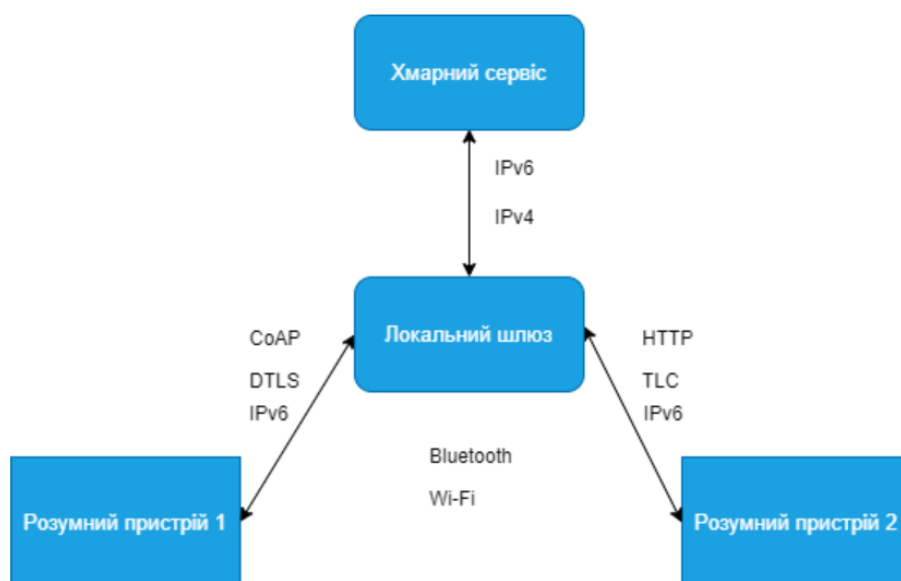 Хмарний сервіс
IPv6
IPv4
Локальний шлюз
CoAP
DTLS
IPv6
HTTP
TLC
IPv6
Bluetooth
Wi-Fi
Розумний пристрій 1
Розумний пристрій 2